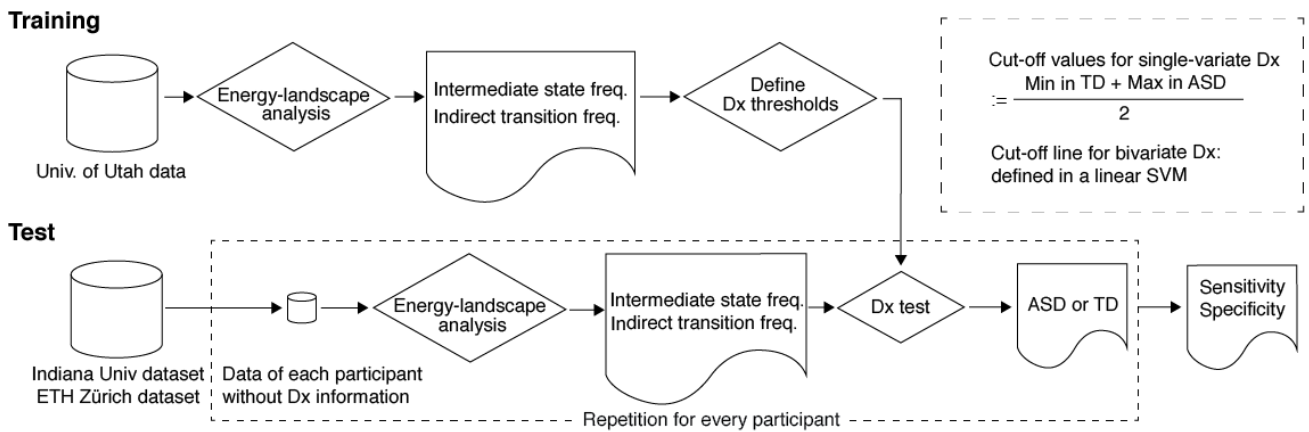 Training
Univ. of Utah data
Energy-landscape
analysis
Intermediate state freq.
Indirect transition freq.
Define
Dx thresholds
Cut-off values for single-variate Dx
:= Min in TD + Max in ASD
2
Cut-off line for bivariate Dx:
defined in a linear SVM
Test
Indiana Univ dataset
ETH Zürich dataset
Data of each participant
without Dx information
Energy-landscape
analysis
Intermediate state freq.
Indirect transition freq.
Dx test
ASD or TD
Sensitivity
Specificity
Repetition for every participant